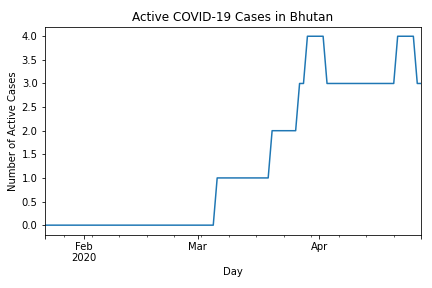 Active COVID-19 Cases in Bhutan
4.0
3.5
3.0
2.5
2.0
1.5
1.0
0.5
0.0
Number of Active Cases
Feb
2020
Mar
Apr
Day